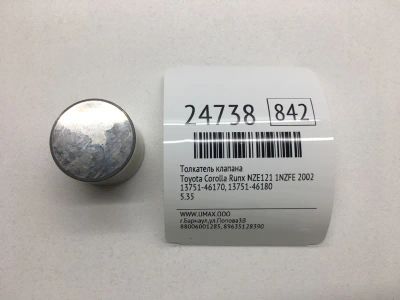 24738 842
Толкатель клапана
Toyota Corolla Runx NZE121 1NZFE 2002
13751-46170, 13751-46180
5.35
WWW.UMAX.OOO
г.Барнаул,ул.Попова3В
88006001285, 89635128390